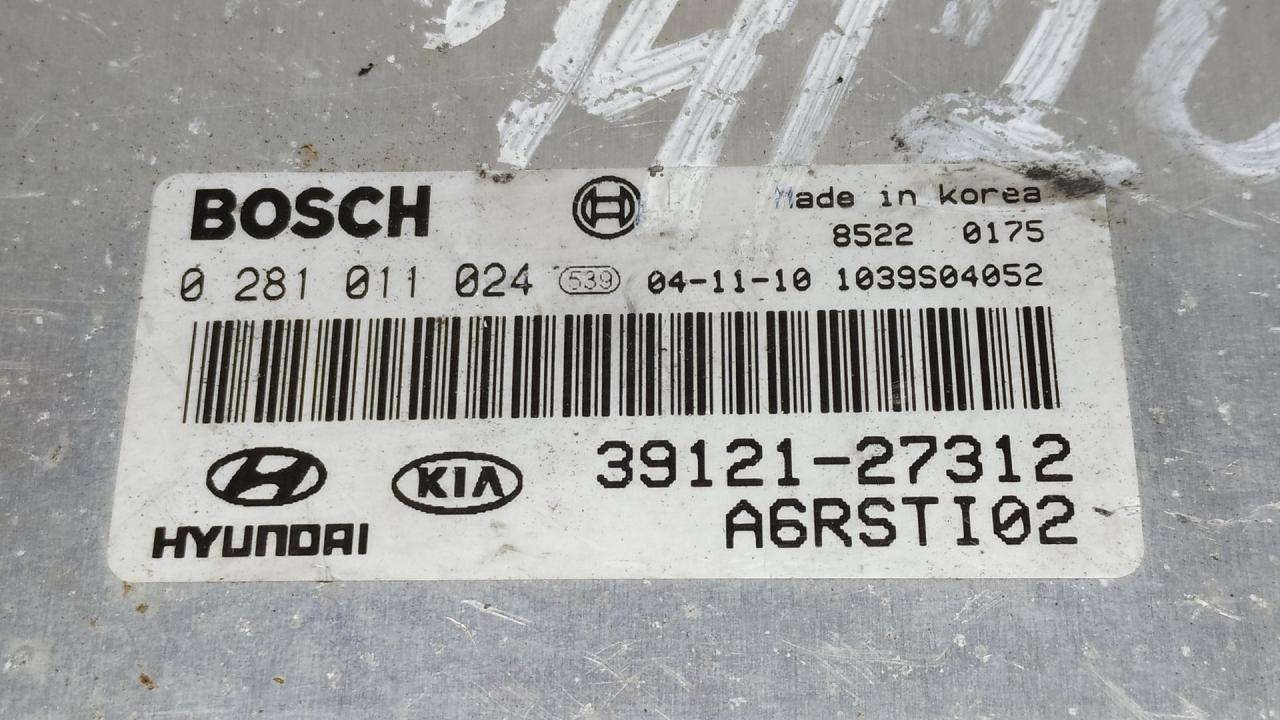 BOSCH Made in korea
8522 0175
0 281 011 024 539 04-11-10 1039S04052
39121-27312
KIA
HYUNDAI A6RSTI02